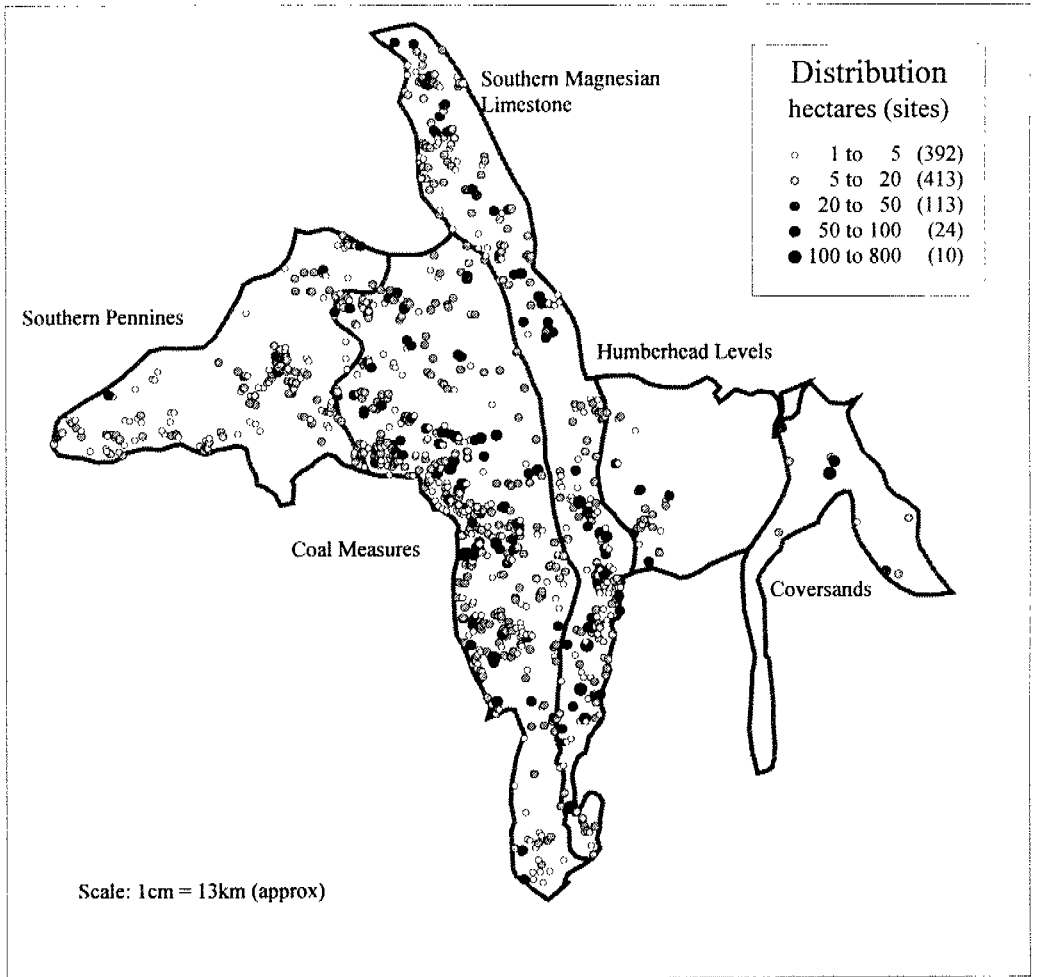 Southern Magnesian
Limestone
Distribution
hectares (sites)
1 to 5 (392)
5 to 20 (413)
20 to 50 (113)
50 to 100 (24)
100 to 800 (10)
Southern Pennines
Humberhead Levels
Coal Measures
Coversands
Scale: 1cm = 13km (approx)